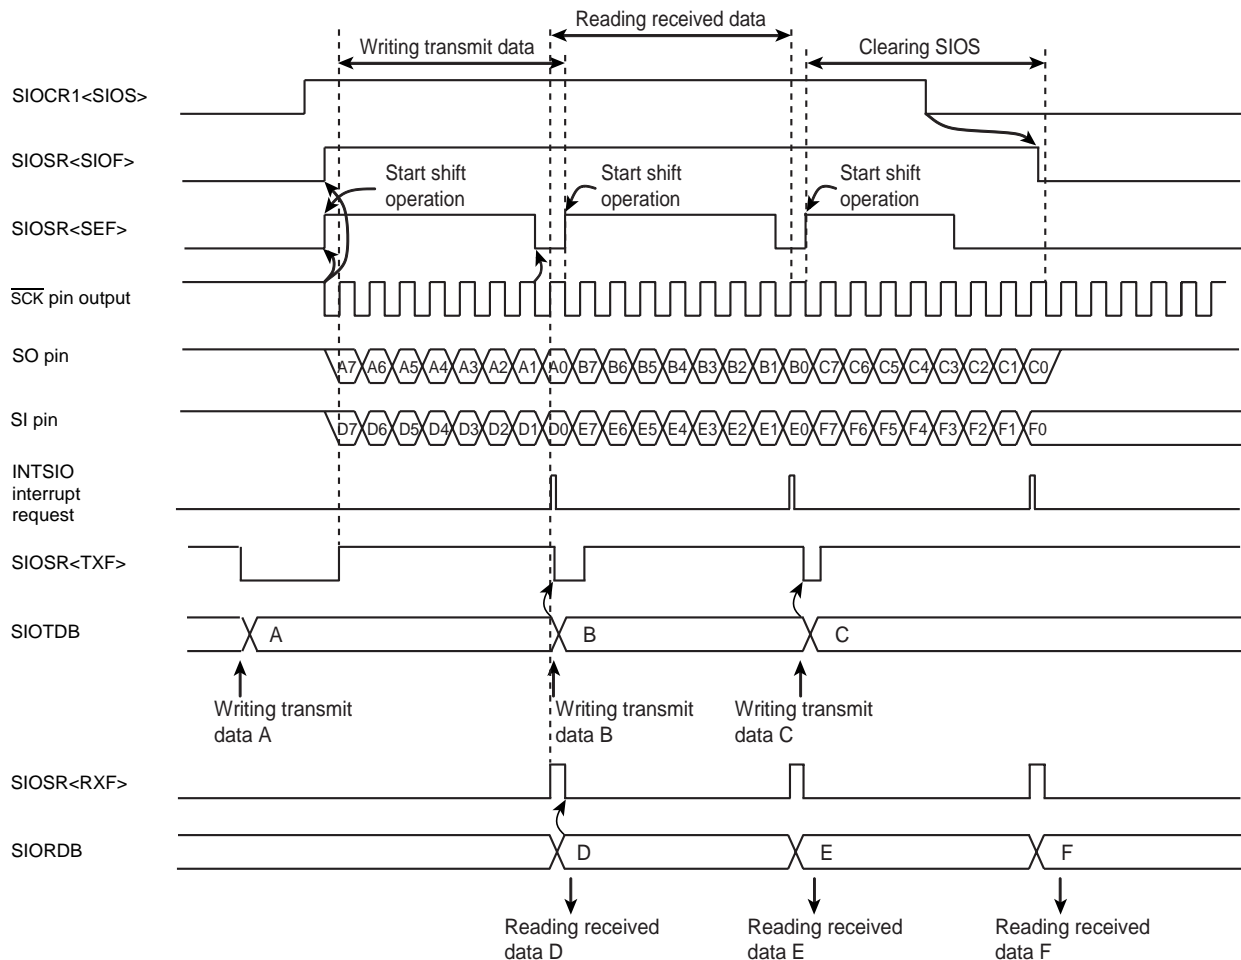 Reading received data
Writing transmit data
Clearing SIOS
SIOCR1<SIOS>
SIOSR<SIOF>
Start shift
operation
Start shift
operation
Start shift
operation
SIOSR<SEF>
SCK pin output
SO pin
A7 A6 A5 A4 A3 A2 A1 A0 B7 B6 B5 B4 B3 B2 B1 B0 C7 C6 C5 C4 C3 C2 C1 C0
SI pin
D7 D6 D5 D4 D3 D2 D1 D0 E7 E6 E5 E4 E3 E2 E1 E0 F7 F6 F5 F4 F3 F2 F1 F0
INTSIO
interrupt
request
SIOSR<TXF>
SIOTDB
A
B
C
Writing transmit
data A
Writing transmit
data B
Writing transmit
data C
SIOSR<RXF>
SIORDB
D
E
F
Reading received
data D
Reading received
data E
Reading received
data F